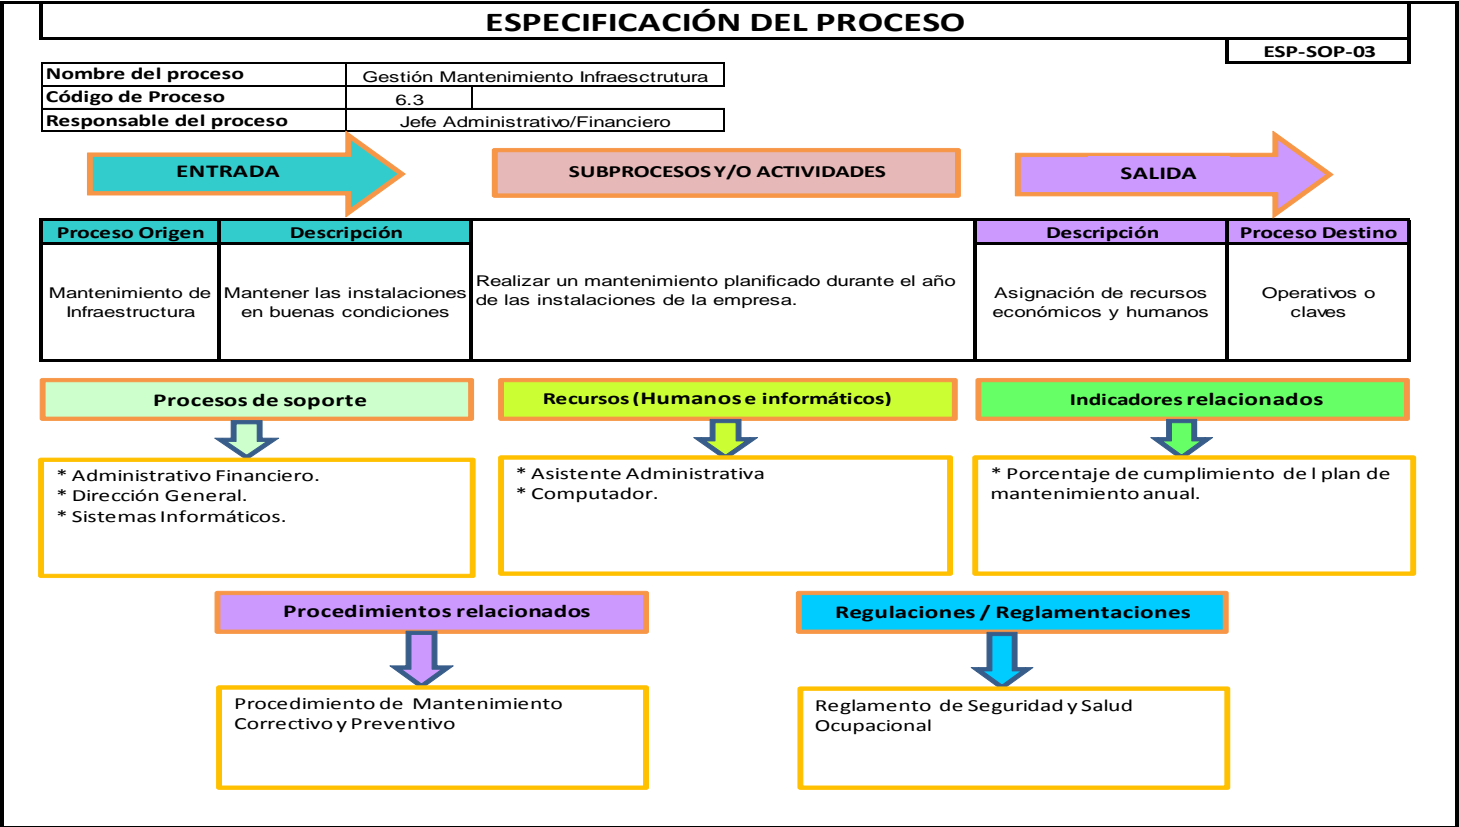 ESPECIFICACIÓN DEL PROCESO
ESP-SOP-03
Nombre del proceso
Gestión Mantenimiento Infraesctrutura
Código de Proceso
6.3
Responsable del proceso
Jefe Administrativo/Financiero
ENTRADA
SUBPROCESOS Y/O ACTIVIDADES
SALIDA
Proceso Origen
Descripción
Descripción
Proceso Destino
Mantenimiento de
Infraestructura
Mantener las instalaciones
en buenas condiciones
Realizar un mantenimiento planificado durante el año
de las instalaciones de la empresa.
Asignación de recursos
económicos y humanos
Operativos o
claves
Procesos de soporte
Recursos (Humanos e informáticos)
Indicadores relacionados
* Administrativo Financiero.
* Dirección General.
* Sistemas Informáticos.
* Asistente Administrativa
* Computador.
* Porcentaje de cumplimiento de l plan de
mantenimiento anual.
Procedimientos relacionados
Regulaciones / Reglamentaciones
Procedimiento de Mantenimiento
Correctivo y Preventivo
Reglamento de Seguridad y Salud
Ocupacional